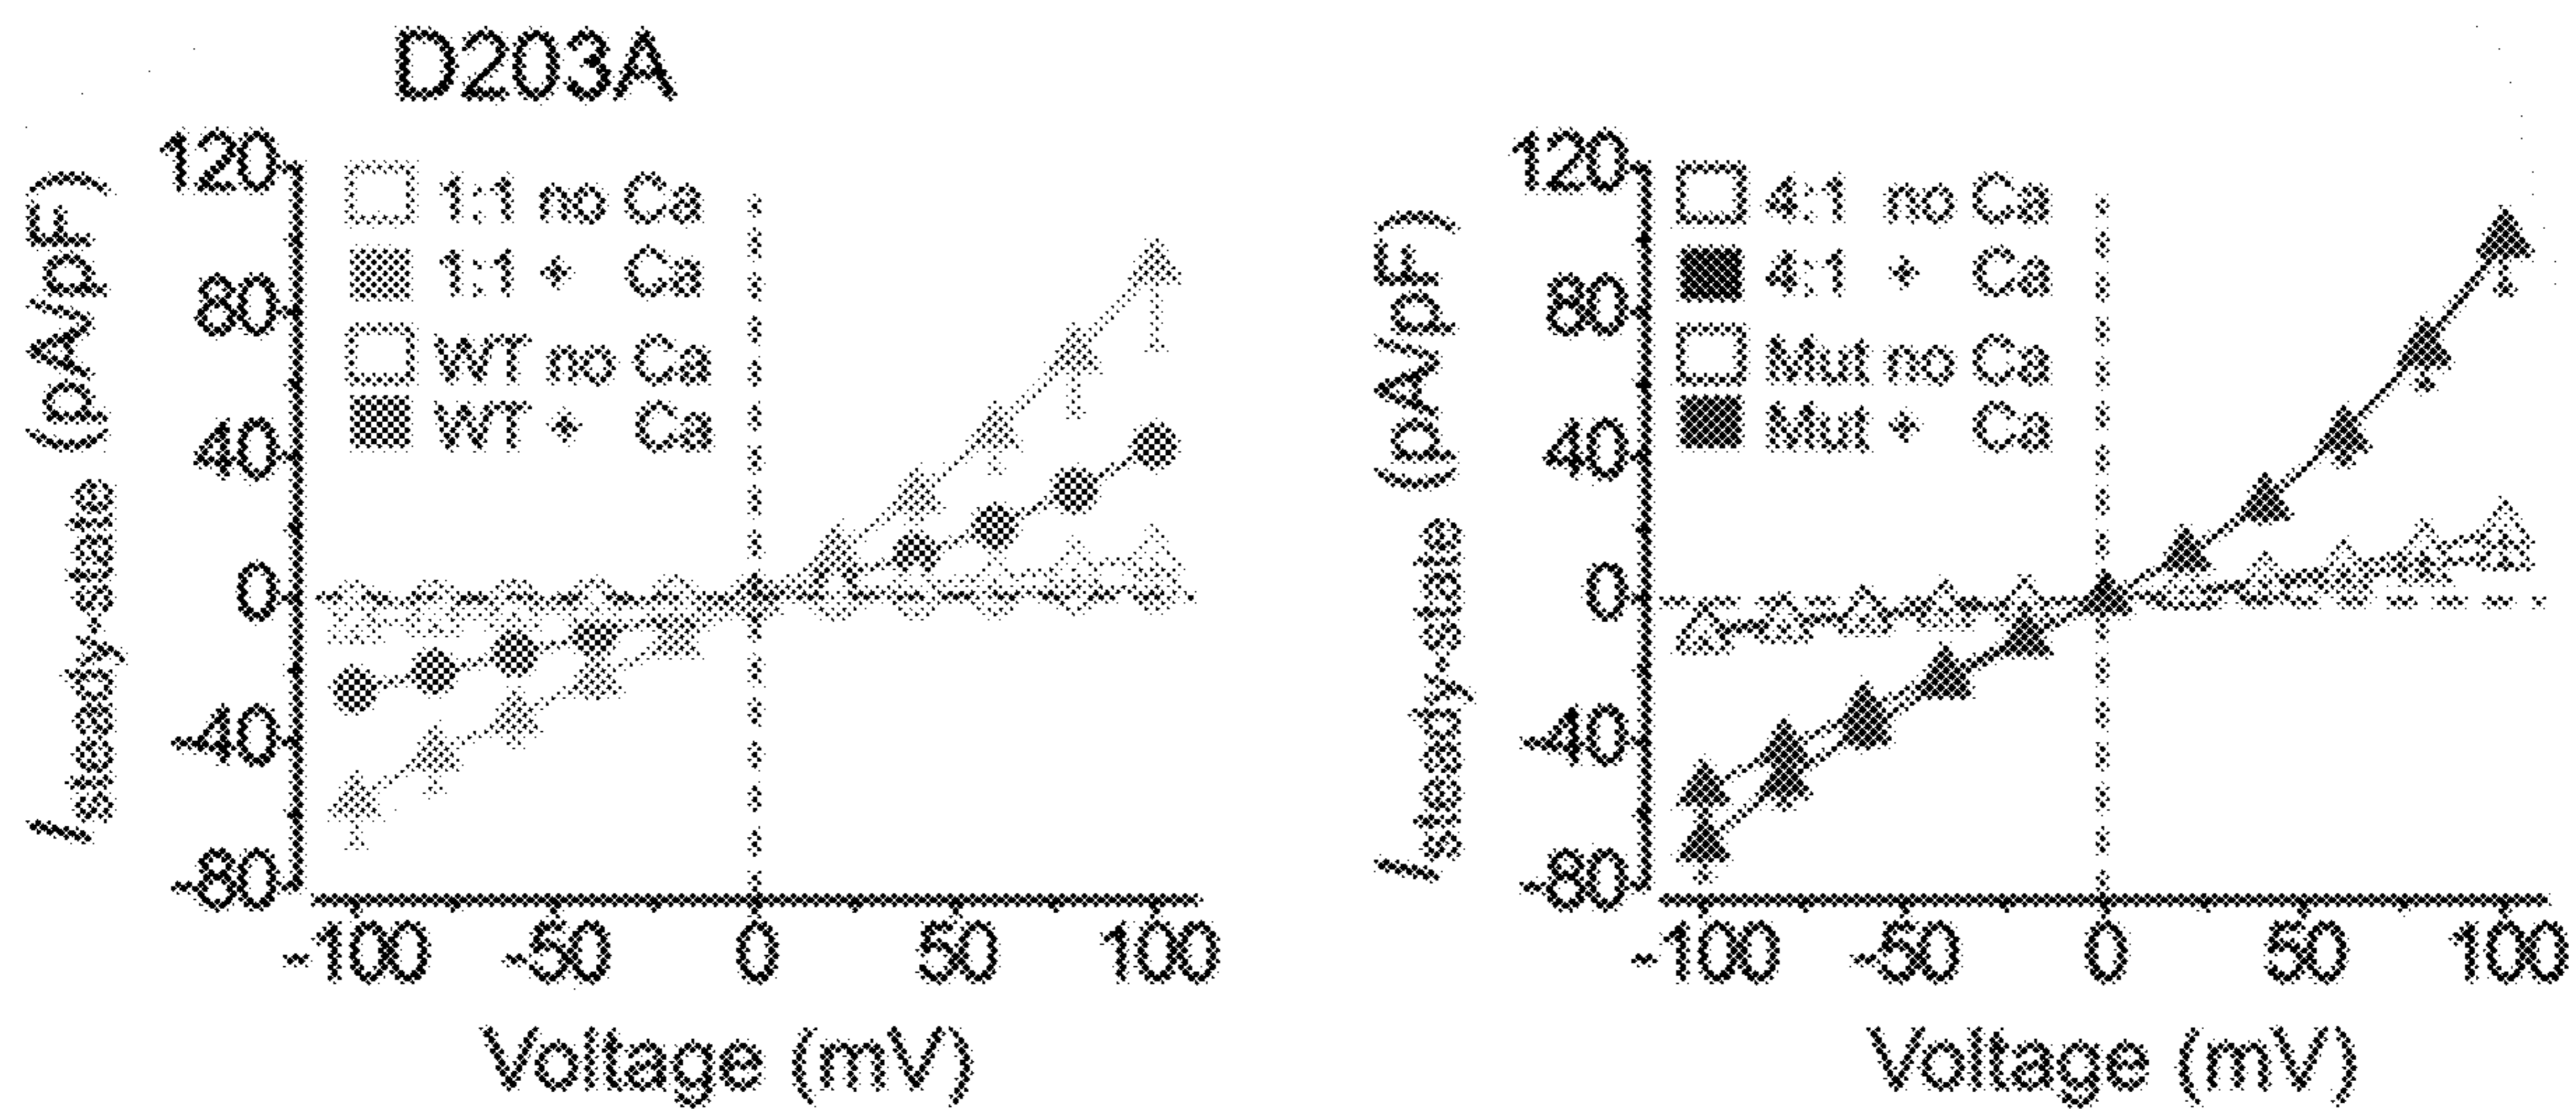 D203A
120
80
40
0
-40
-80
Isteady-state (pA/pF)
1:1 no Ca
1:1 + Ca
WT no Ca
WT + Ca
-100 -50 0 50 100
Voltage (mV)
120
80
40
0
-40
-80
Isteady-state (pA/pF)
4:1 no Ca
4:1 + Ca
Mut no Ca
Mut + Ca
-100 -50 0 50 100
Voltage (mV)